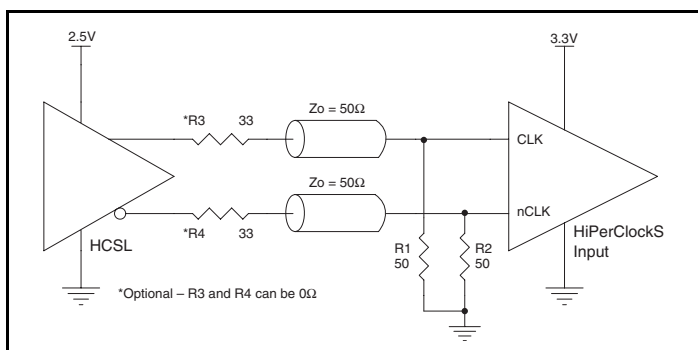 2.5V
3.3V
*R3 33
Zo = 50Ω
CLK
Zo = 50Ω
nCLK
*R4 33
HCSL
R1
50
R2
50
HiPerClockS
Input
*Optional – R3 and R4 can be 0Ω